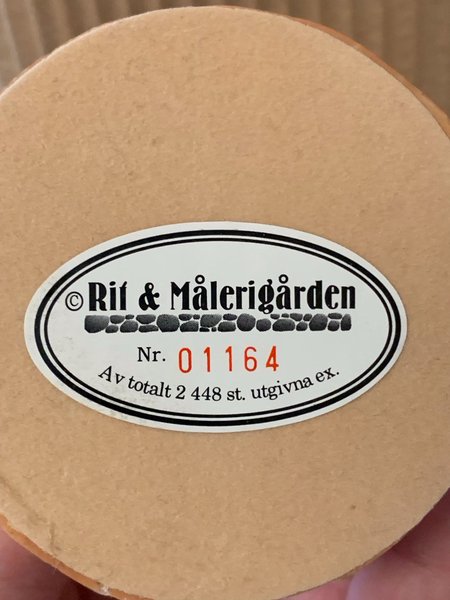 © Rit & Målerigården
Nr. 01164
Av totalt 2 448 st. utgivna ex.